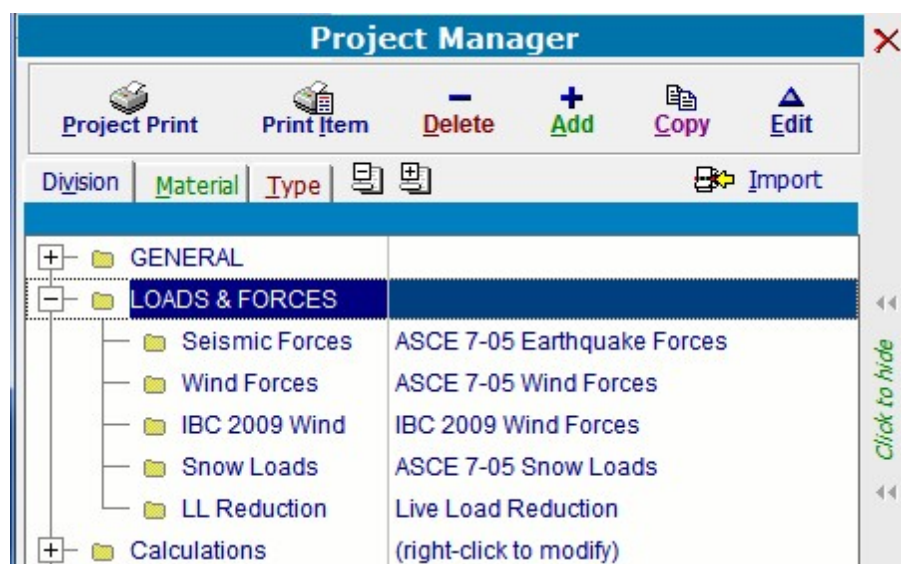 Project Manager
Project Print Print Item Delete Add Copy Edit
Division Material Type Import
GENERAL
LOADS & FORCES
Seismic Forces ASCE 7-05 Earthquake Forces
Wind Forces ASCE 7-05 Wind Forces
IBC 2009 Wind IBC 2009 Wind Forces
Snow Loads ASCE 7-05 Snow Loads
LL Reduction Live Load Reduction
Calculations (right-click to modify)
Click to hide